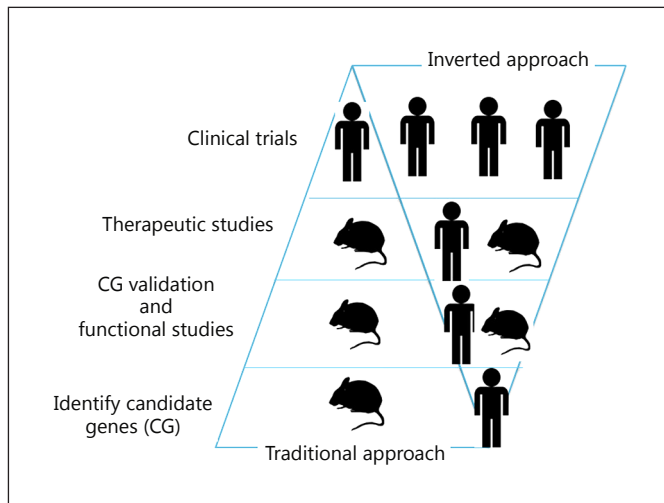 Inverted approach
Clinical trials
Therapeutic studies
CG validation
and
functional studies
Identify candidate
genes (CG)
Traditional approach